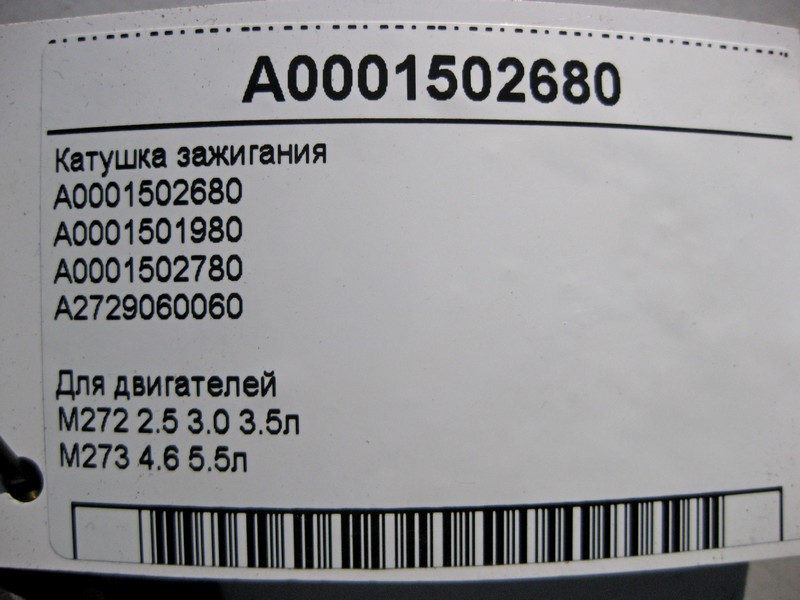 A0001502680
Катушка зажигания
A0001502680
A0001501980
A0001502780
A2729060060
Для двигателей
M272 2.5 3.0 3.5л
M273 4.6 5.5л